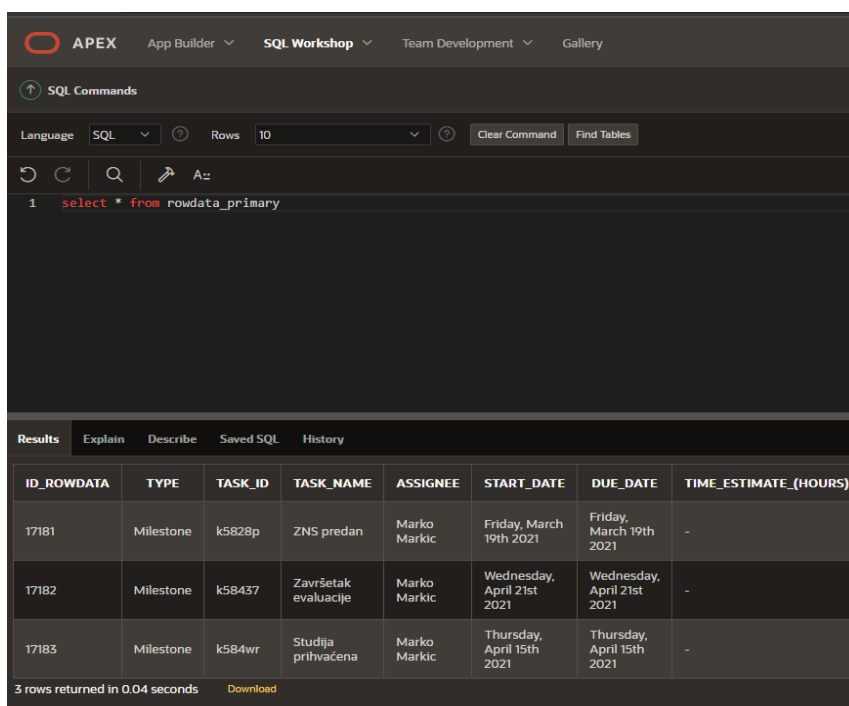 APEX App Builder SQL Workshop Team Development Gallery
SQL Commands
Language SQL ? Rows 10 ? Clear Command Find Tables
A::
1 select * from rowdata_primary
Results Explain Describe Saved SQL History
ID_ROWDATA TYPE TASK_ID TASK_NAME ASSIGNEE START_DATE DUE_DATE TIME_ESTIMATE_(HOURS)
17181 Milestone k5828p ZNS predan Marko Markic Friday, March 19th 2021 Friday, March 19th 2021 -
17182 Milestone k58437 Završetak evaluacije Marko Markic Wednesday, April 21st 2021 Wednesday, April 21st 2021 -
17183 Milestone k584wr Studija prihvaćena Marko Markic Thursday, April 15th 2021 Thursday, April 15th 2021 -
3 rows returned in 0.04 seconds Download